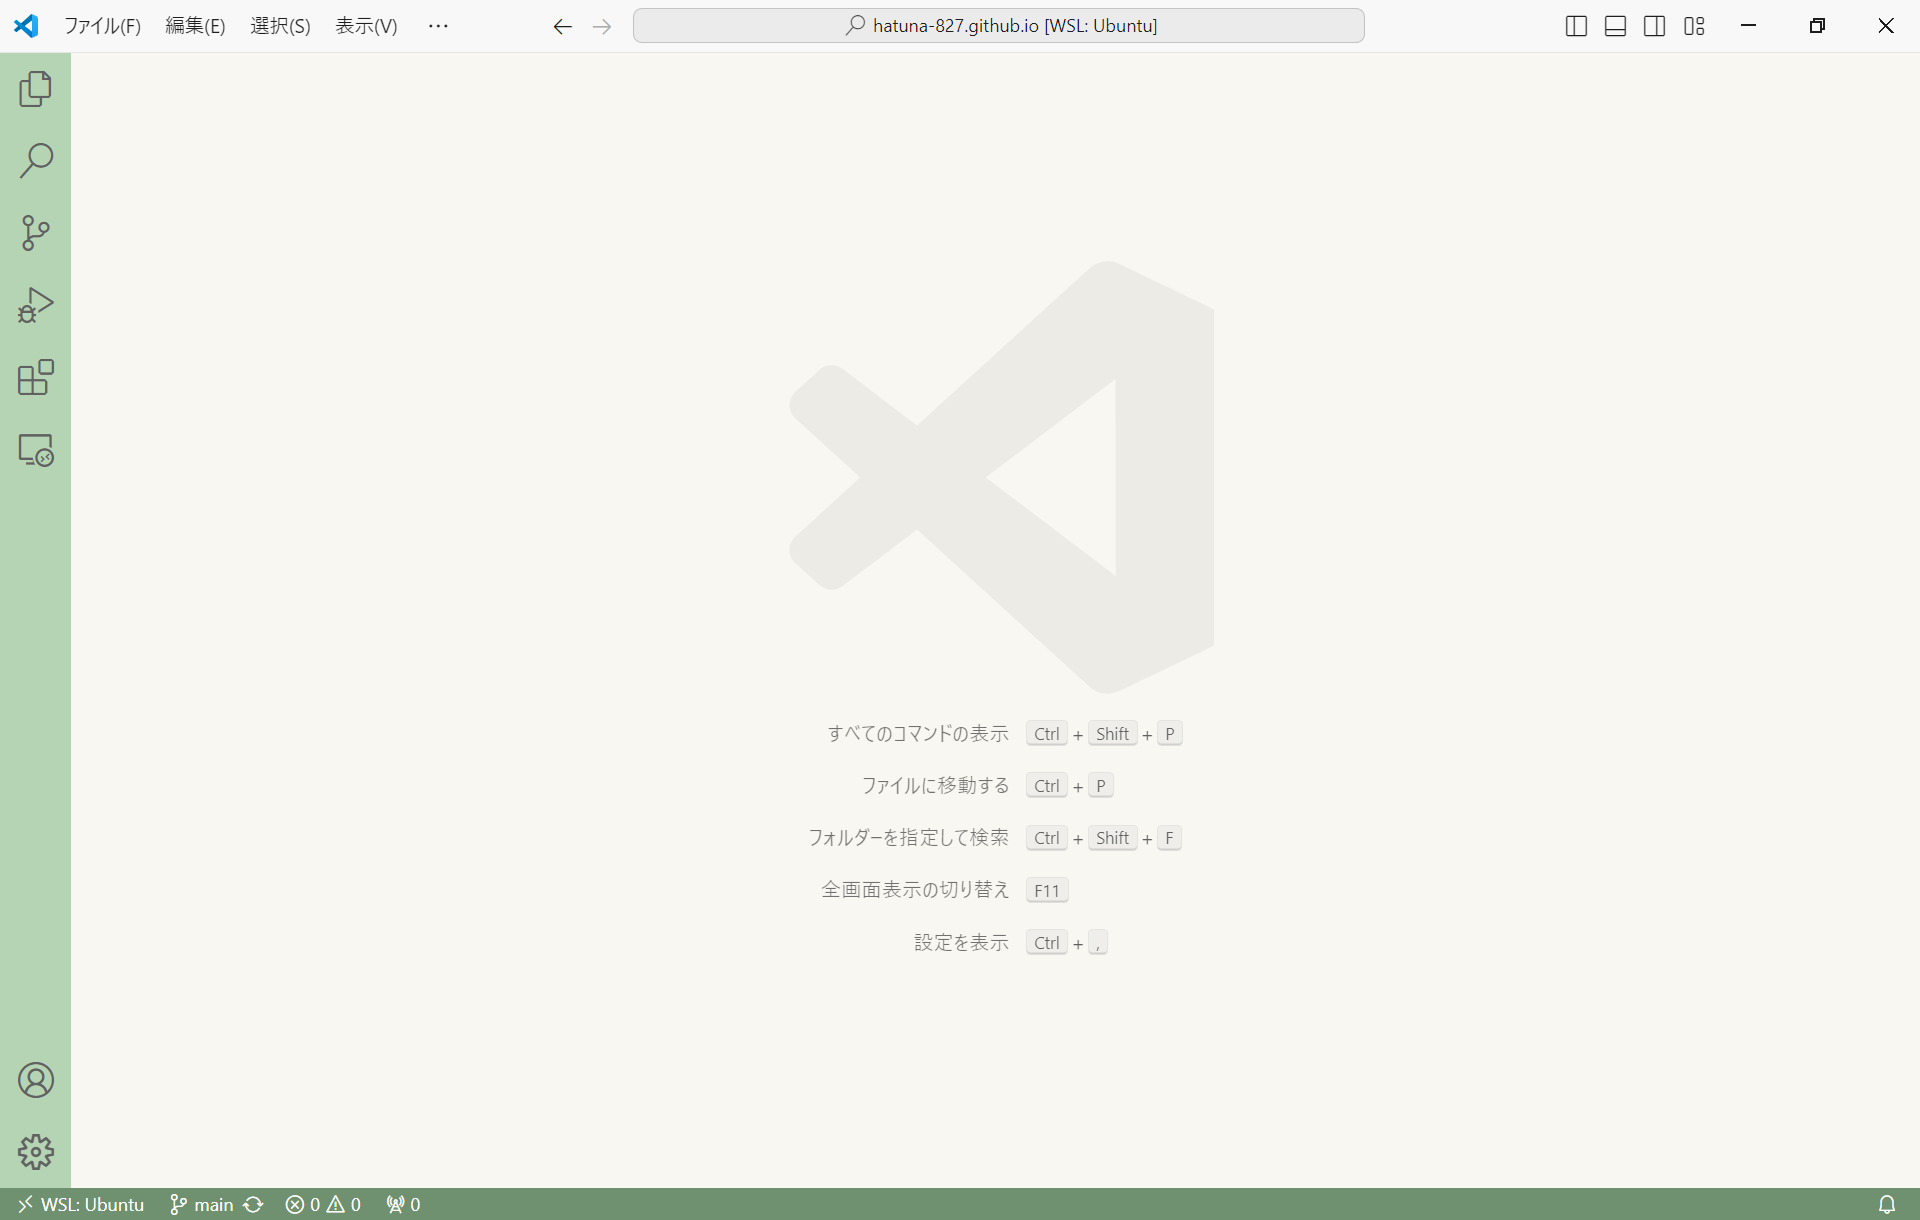 ファイル(F) 編集(E) 選択(S) 表示(V) ··· hatuna-827.github.io [WSL: Ubuntu]
すべてのコマンドの表示 Ctrl + Shift + P
ファイルに移動する Ctrl + P
フォルダーを指定して検索 Ctrl + Shift + F
全画面表示の切り替え F11
設定を表示 Ctrl + ,
WSL: Ubuntu main 0 0 0